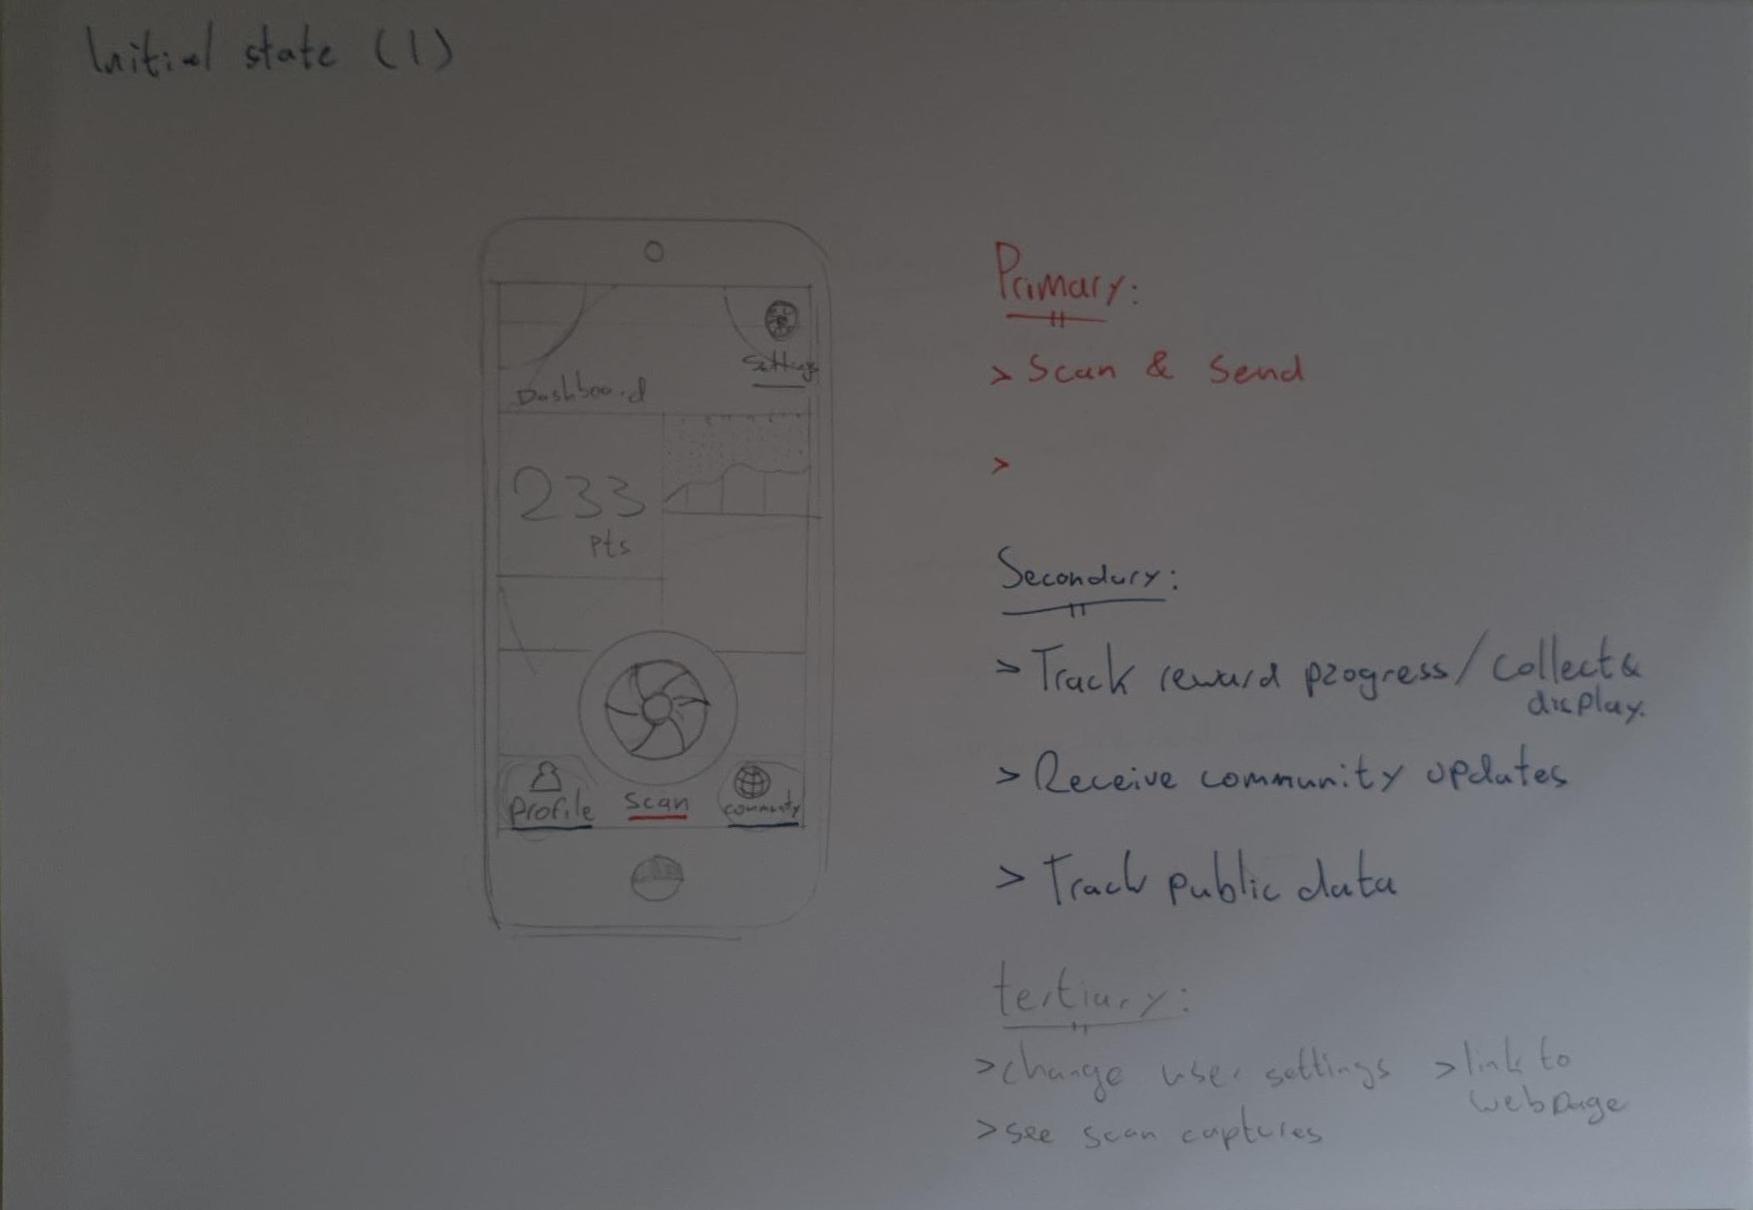 Initial state (1)
Dashboard
Settings
233
Pts
Profile
Scan
Community
Primary:
> Scan & Send
>
Secondary:
> Track reward progress/collect &
display.
> Receive community updates
> Track public data
tertiary:
> change user settings > link to
webpage
> see scan captures